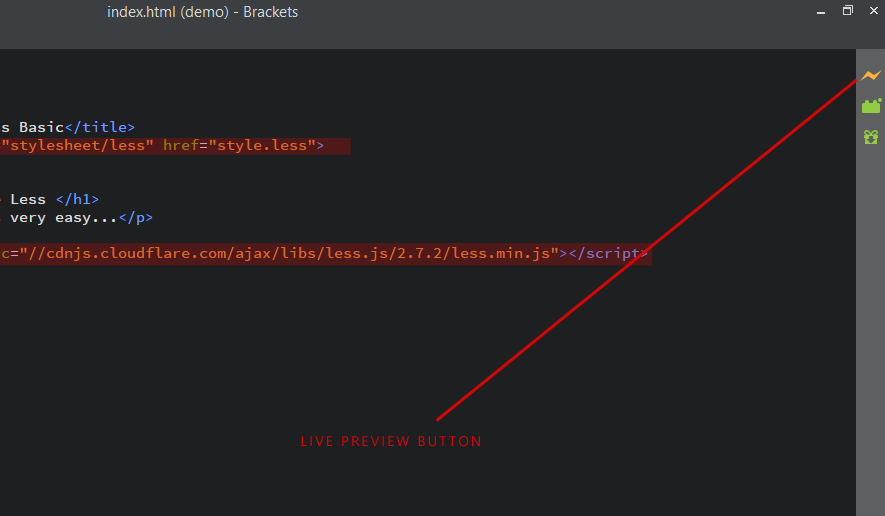 index.html (demo) - Brackets
s Basic</title>
"stylesheet/less" href="style.less">
Less </h1>
very easy...</p>
c="//cdnjs.cloudflare.com/ajax/libs/less.js/2.7.2/less.min.js"></script>
LIVE PREVIEW BUTTON